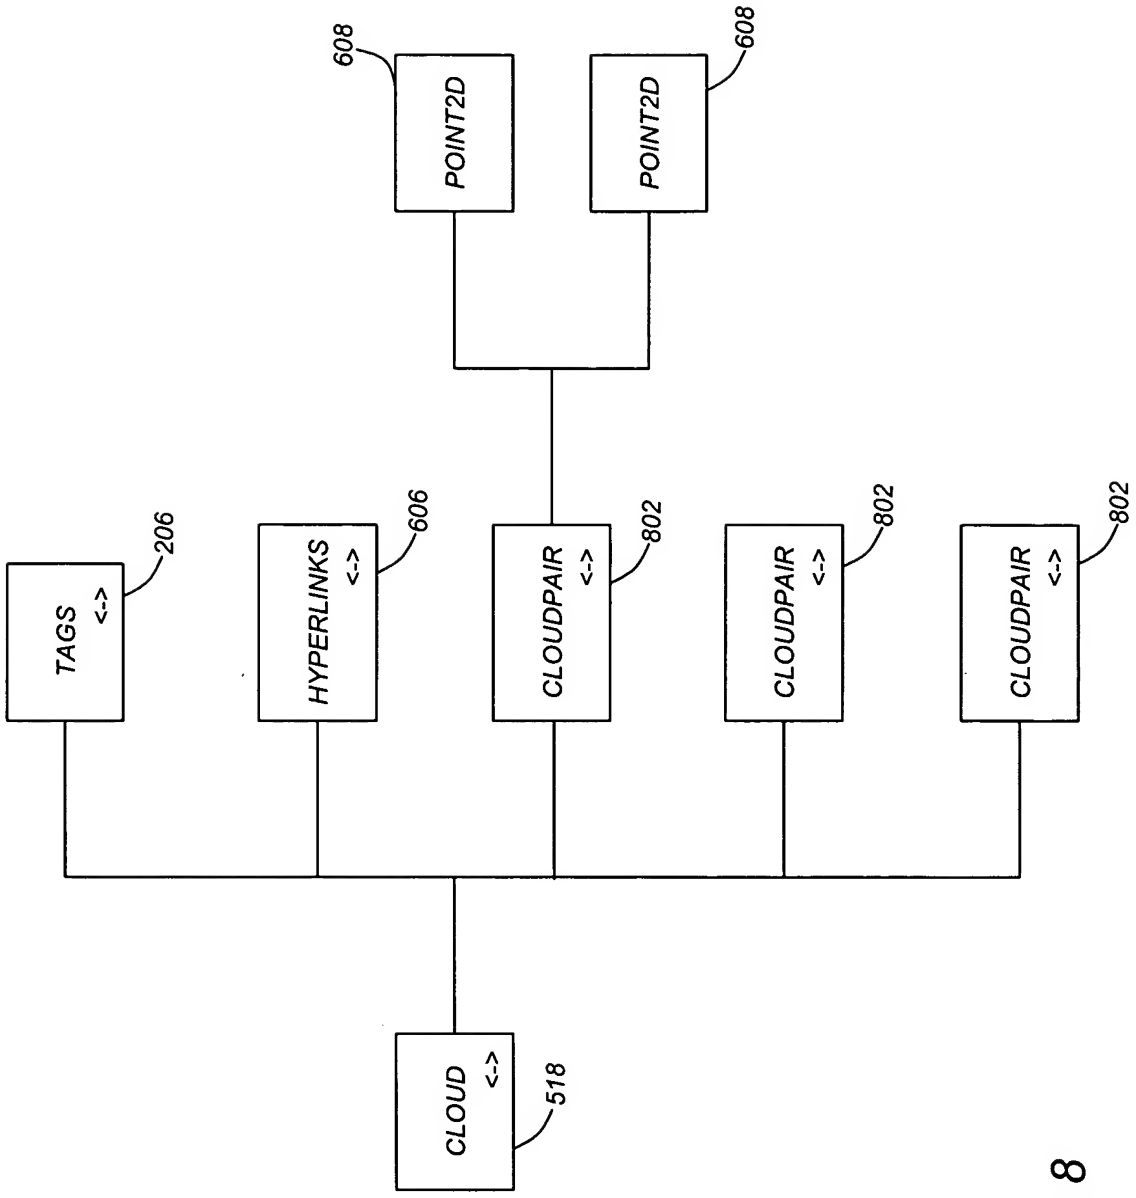 CLOUD
<->
518
TAGS
<->
206
HYPERLINKS
<->
606
CLOUDPAIR
<->
802
CLOUDPAIR
<->
802
CLOUDPAIR
<->
802
POINT2D
608
POINT2D
608
8